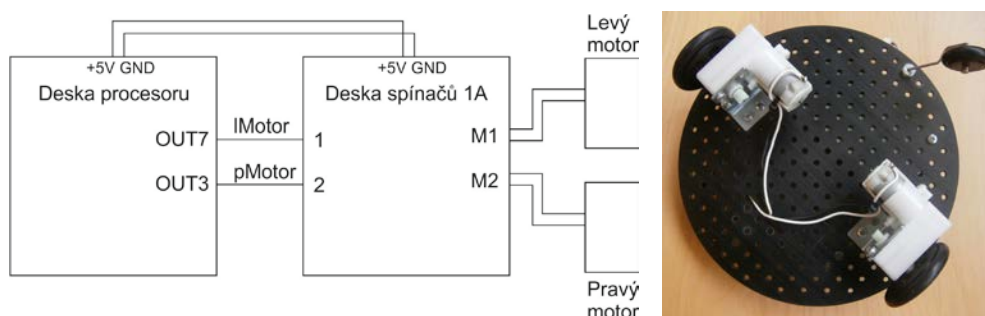 Levý
motor
+5V GND
+5V GND
Deska procesoru
Deska spínačů 1A
OUT7
lMotor
1
M1
OUT3
pMotor
2
M2
Pravý
motor